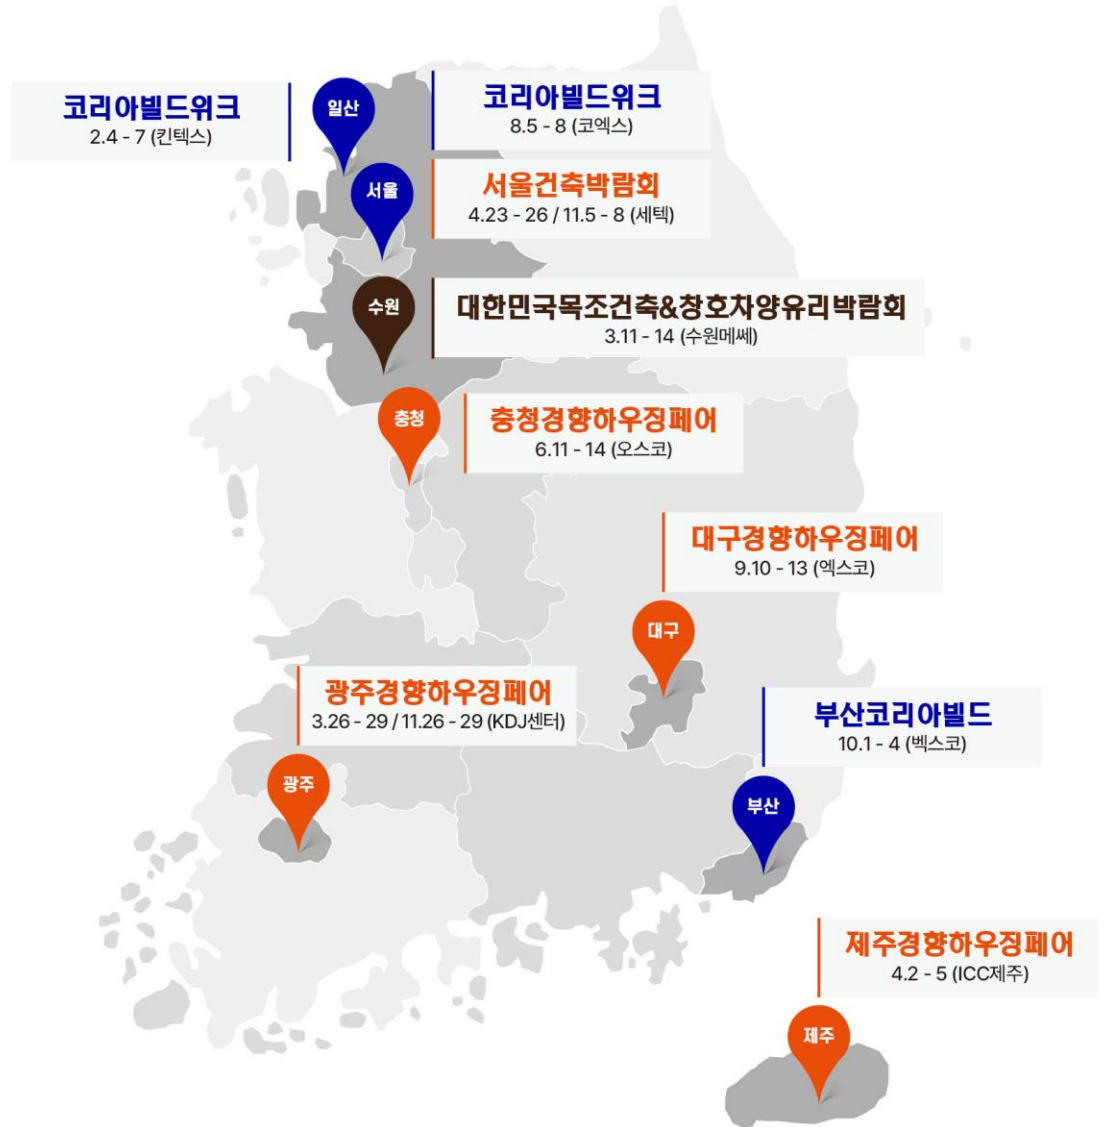 코리아빌드위크
2.4 - 7 (킨텍스)
일산
코리아빌드위크
8.5 - 8 (코엑스)
서울
서울건축박람회
4.23 - 26 / 11.5 - 8 (세텍)
수원
대한민국목조건축&창호차양유리박람회
3.11 - 14 (수원메쎄)
충청
충청경향하우징페어
6.11 - 14 (오스코)
대구경향하우징페어
9.10 - 13 (엑스코)
대구
광주경향하우징페어
3.26 - 29 / 11.26 - 29 (KDJ센터)
광주
부산코리아빌드
10.1 - 4 (벡스코)
부산
제주경향하우징페어
4.2 - 5 (ICC제주)
제주